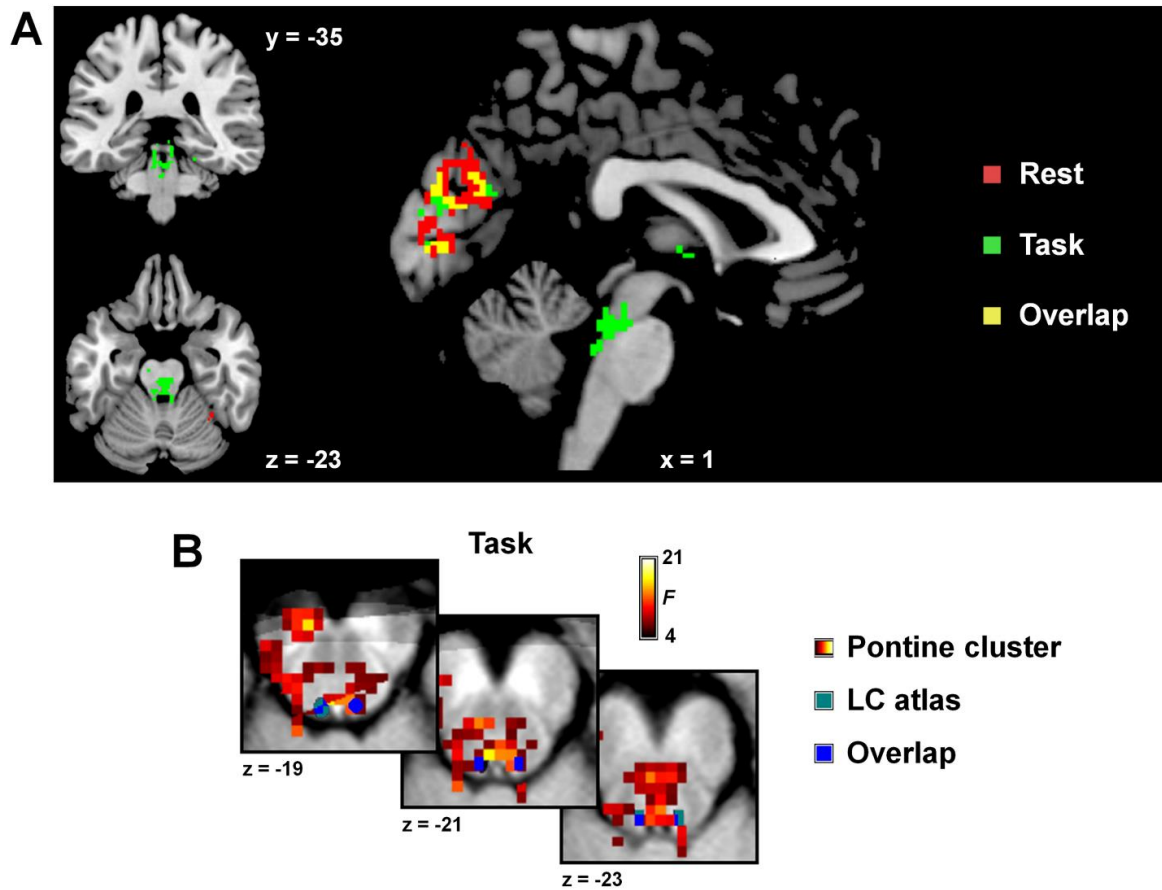 A
y = -35
z = -23
x = 1
Rest
Task
Overlap
B
Task
21
F
4
z = -19
z = -21
z = -23
Pontine cluster
LC atlas
Overlap